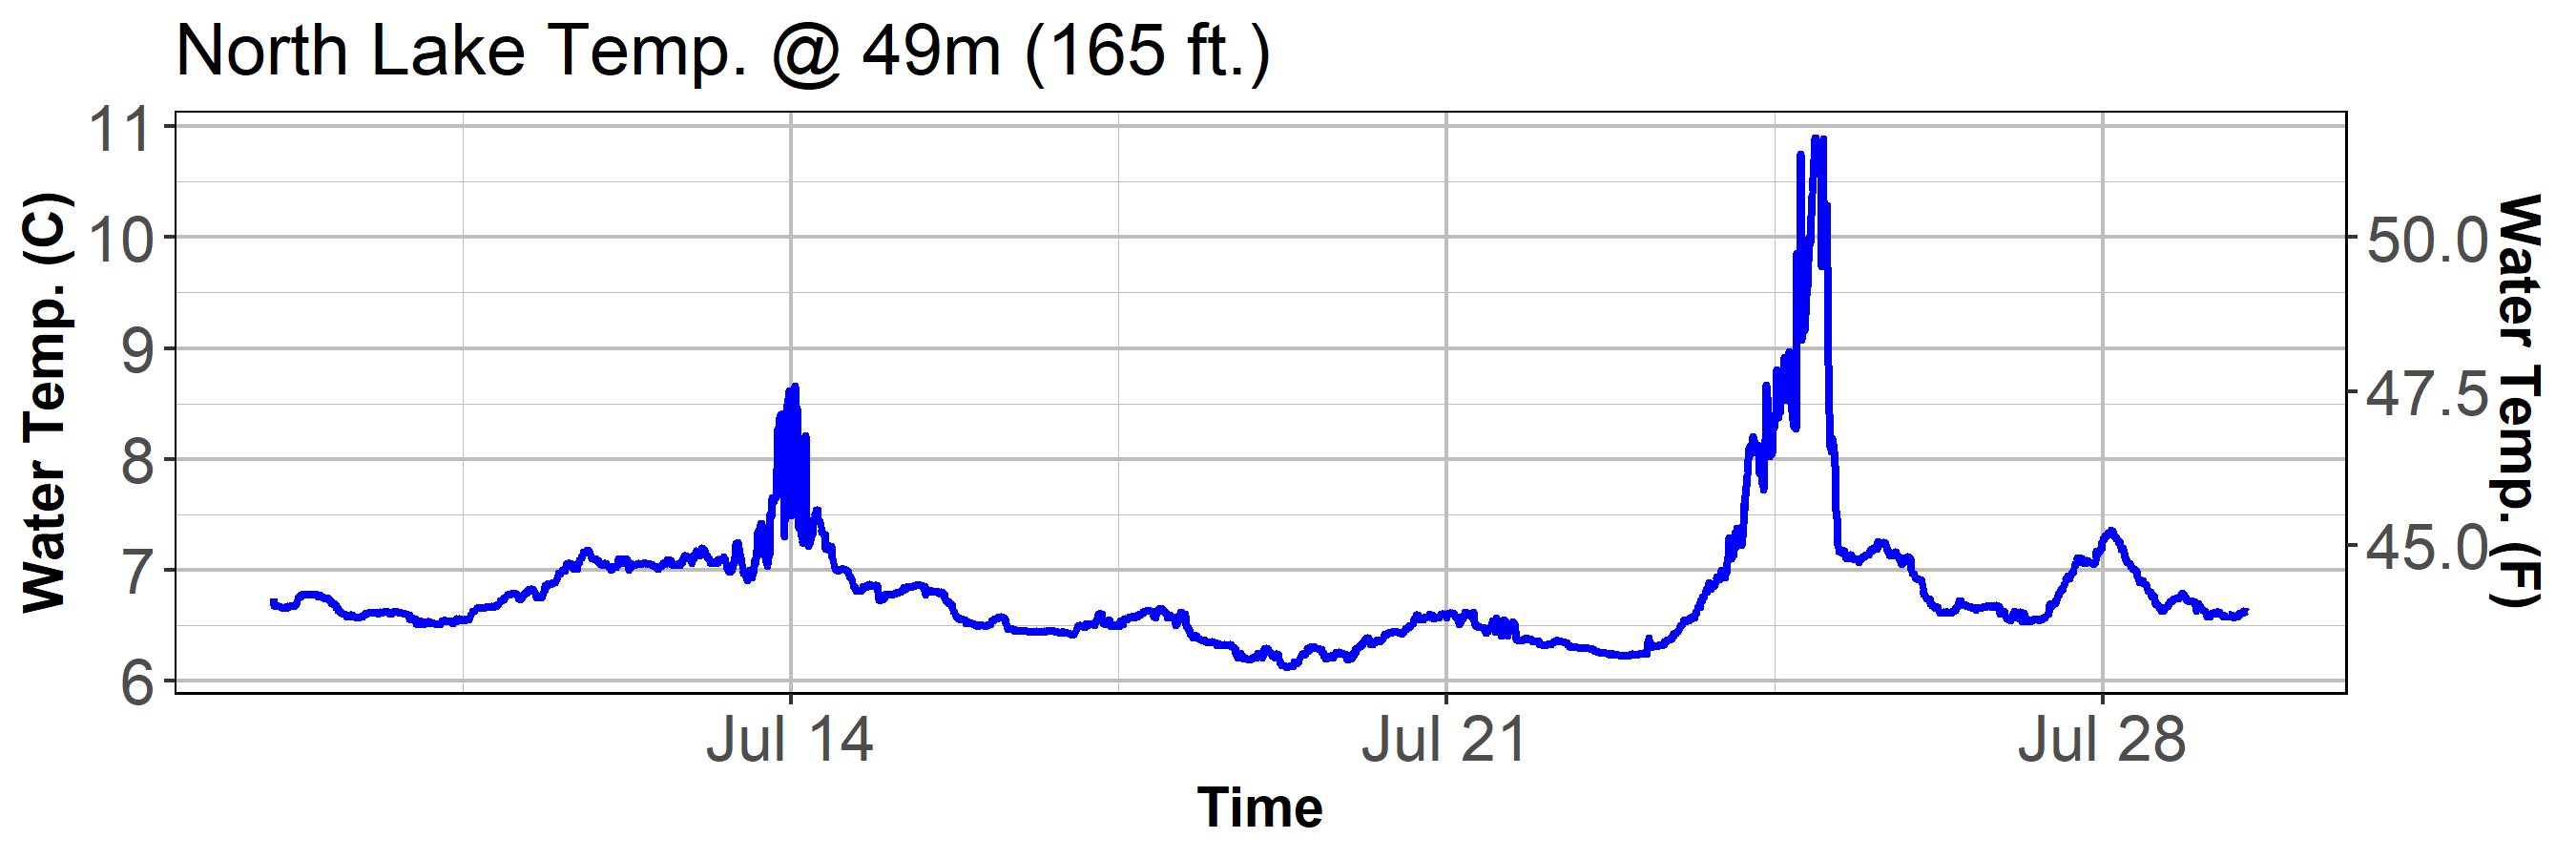 North Lake Temp. @ 49m (165 ft.)
Water Temp. (C)
11
10
9
8
7
6
50.0
47.5
45.0
Water Temp. (F)
Jul 14
Jul 21
Jul 28
Time